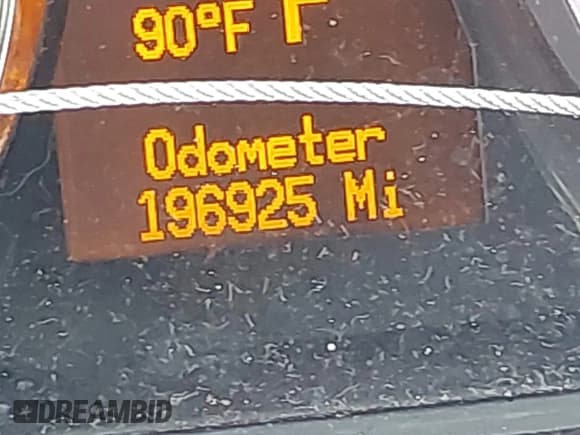 90°F F
Odometer
196925 Mi
DREAMBID